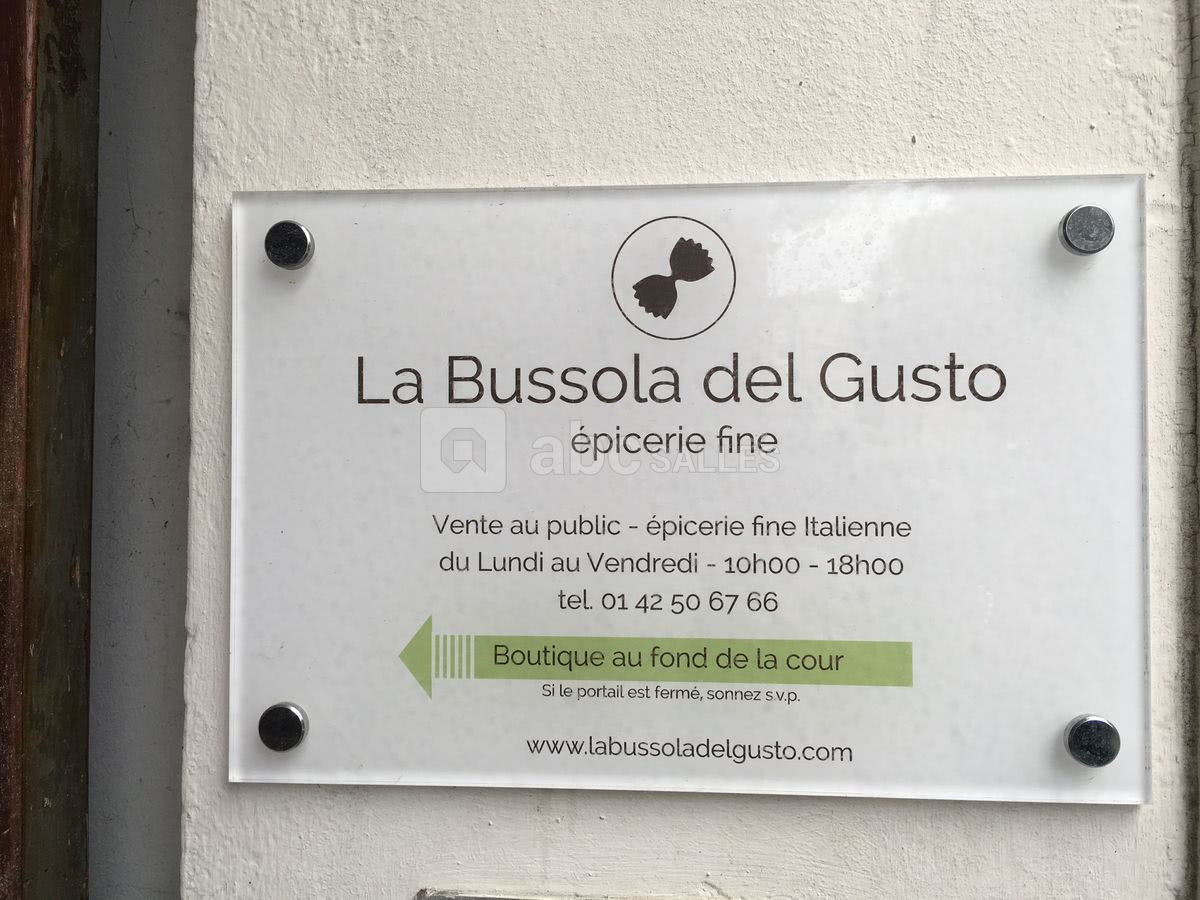 La Bussola del Gusto
épicerie fine
abc SALLES
Vente au public - épicerie fine Italienne
du Lundi au Vendredi - 10h00 - 18h00
tel. 01 42 50 67 66
Boutique au fond de la cour
Si le portail est fermé, sonnez s.v.p.
www.labussoladelgusto.com